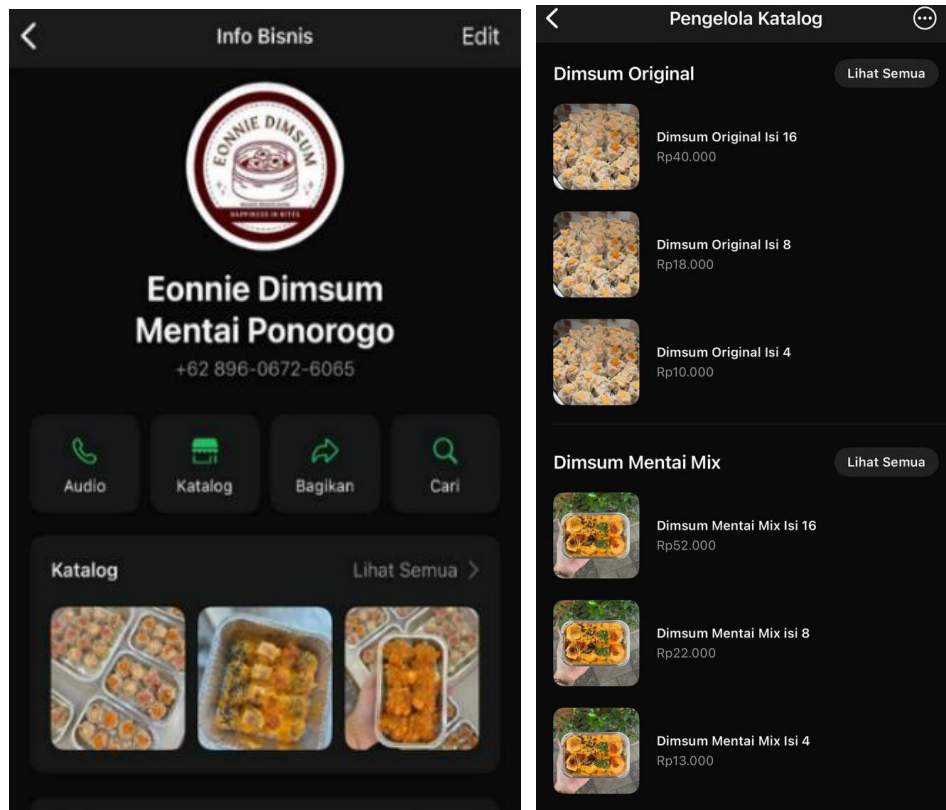 Info Bisnis
Edit
EONNIE DIMSUM
HAPPINESS IN BITES
Eonnie Dimsum
Mentai Ponorogo
+62 896-0672-6065
Audio
Katalog
Bagikan
Cari
Katalog
Lihat Semua
Pengelola Katalog
Dimsum Original
Lihat Semua
Dimsum Original Isi 16
Rp40.000
Dimsum Original Isi 8
Rp18.000
Dimsum Original Isi 4
Rp10.000
Dimsum Mentai Mix
Lihat Semua
Dimsum Mentai Mix Isi 16
Rp52.000
Dimsum Mentai Mix isi 8
Rp22.000
Dimsum Mentai Mix Isi 4
Rp13.000